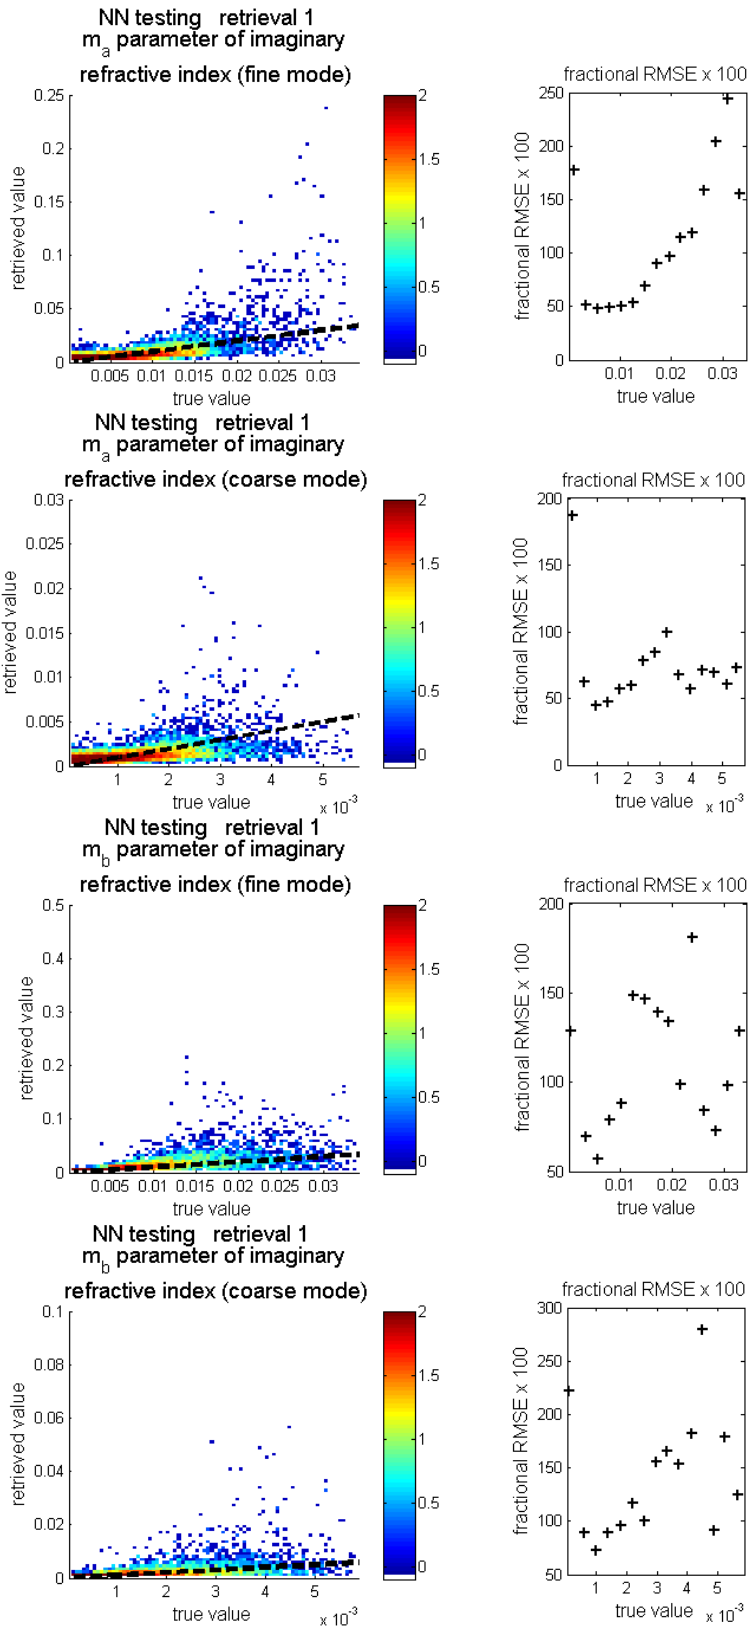 NN testing   retrieval 1
m_a parameter of imaginary
refractive index (fine mode)
fractional RMSE x 100
0.25
0.2
0.15
0.1
0.05
0
retrieved value
0.005 0.01 0.015 0.02 0.025 0.03
true value
2
1.5
1
0.5
0
250
200
150
100
50
0
fractional RMSE x 100
0.01 0.02 0.03
true value
NN testing   retrieval 1
m_a parameter of imaginary
refractive index (coarse mode)
fractional RMSE x 100
0.03
0.025
0.02
0.015
0.01
0.005
0
retrieved value
1 2 3 4 5
true value
x 10^-3
2
1.5
1
0.5
0
200
150
100
50
0
fractional RMSE x 100
1 2 3 4 5
true value
x 10^-3
NN testing   retrieval 1
m_b parameter of imaginary
refractive index (fine mode)
fractional RMSE x 100
0.5
0.4
0.3
0.2
0.1
0
retrieved value
0.005 0.01 0.015 0.02 0.025 0.03
true value
2
1.5
1
0.5
0
200
150
100
50
fractional RMSE x 100
0.01 0.02 0.03
true value
NN testing   retrieval 1
m_b parameter of imaginary
refractive index (coarse mode)
fractional RMSE x 100
0.1
0.08
0.06
0.04
0.02
0
retrieved value
1 2 3 4 5
true value
x 10^-3
2
1.5
1
0.5
0
300
250
200
150
100
50
fractional RMSE x 100
1 2 3 4 5
true value
x 10^-3